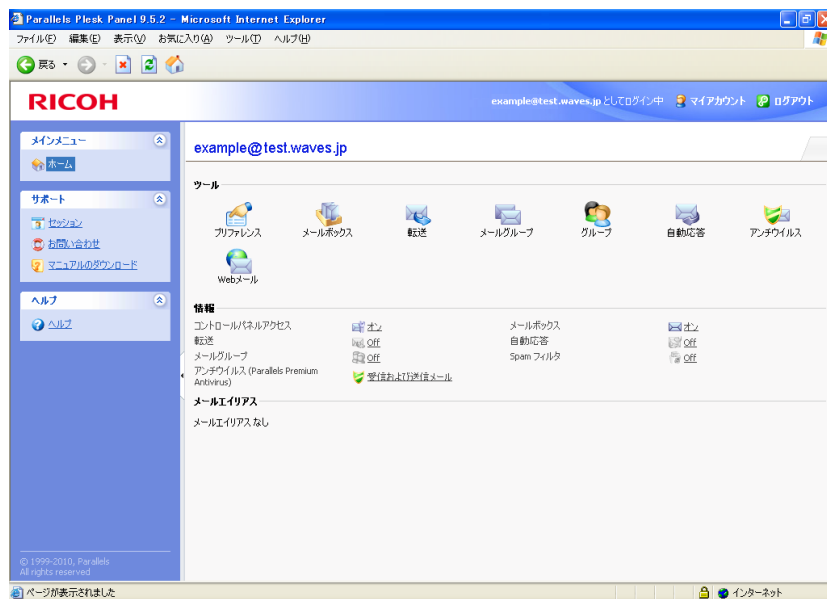 Parallels Plesk Panel 9.5.2 - Microsoft Internet Explorer
ファイル(F) 編集(E) 表示(V) お気に入り(A) ツール(T) ヘルプ(H)
戻る
RICOH
example@test.waves.jp としてログイン中 マイアカウント ログアウト
メインメニュー
ホーム
サポート
セッション
お問い合わせ
マニュアルのダウンロード
ヘルプ
ヘルプ
© 1999-2010, Parallels
All rights reserved
example@test.waves.jp
ツール
プリファレンス メールボックス 転送 メールグループ グループ 自動応答 アンチウイルス
Webメール
情報
コントロールパネルアクセス オン メールボックス オン
転送 Off 自動応答 Off
メールグループ Off Spam フィルタ Off
アンチウイルス (Parallels Premium Antivirus) 受信および送信メール
メールエイリアス
メールエイリアス なし
ページが表示されました インターネット